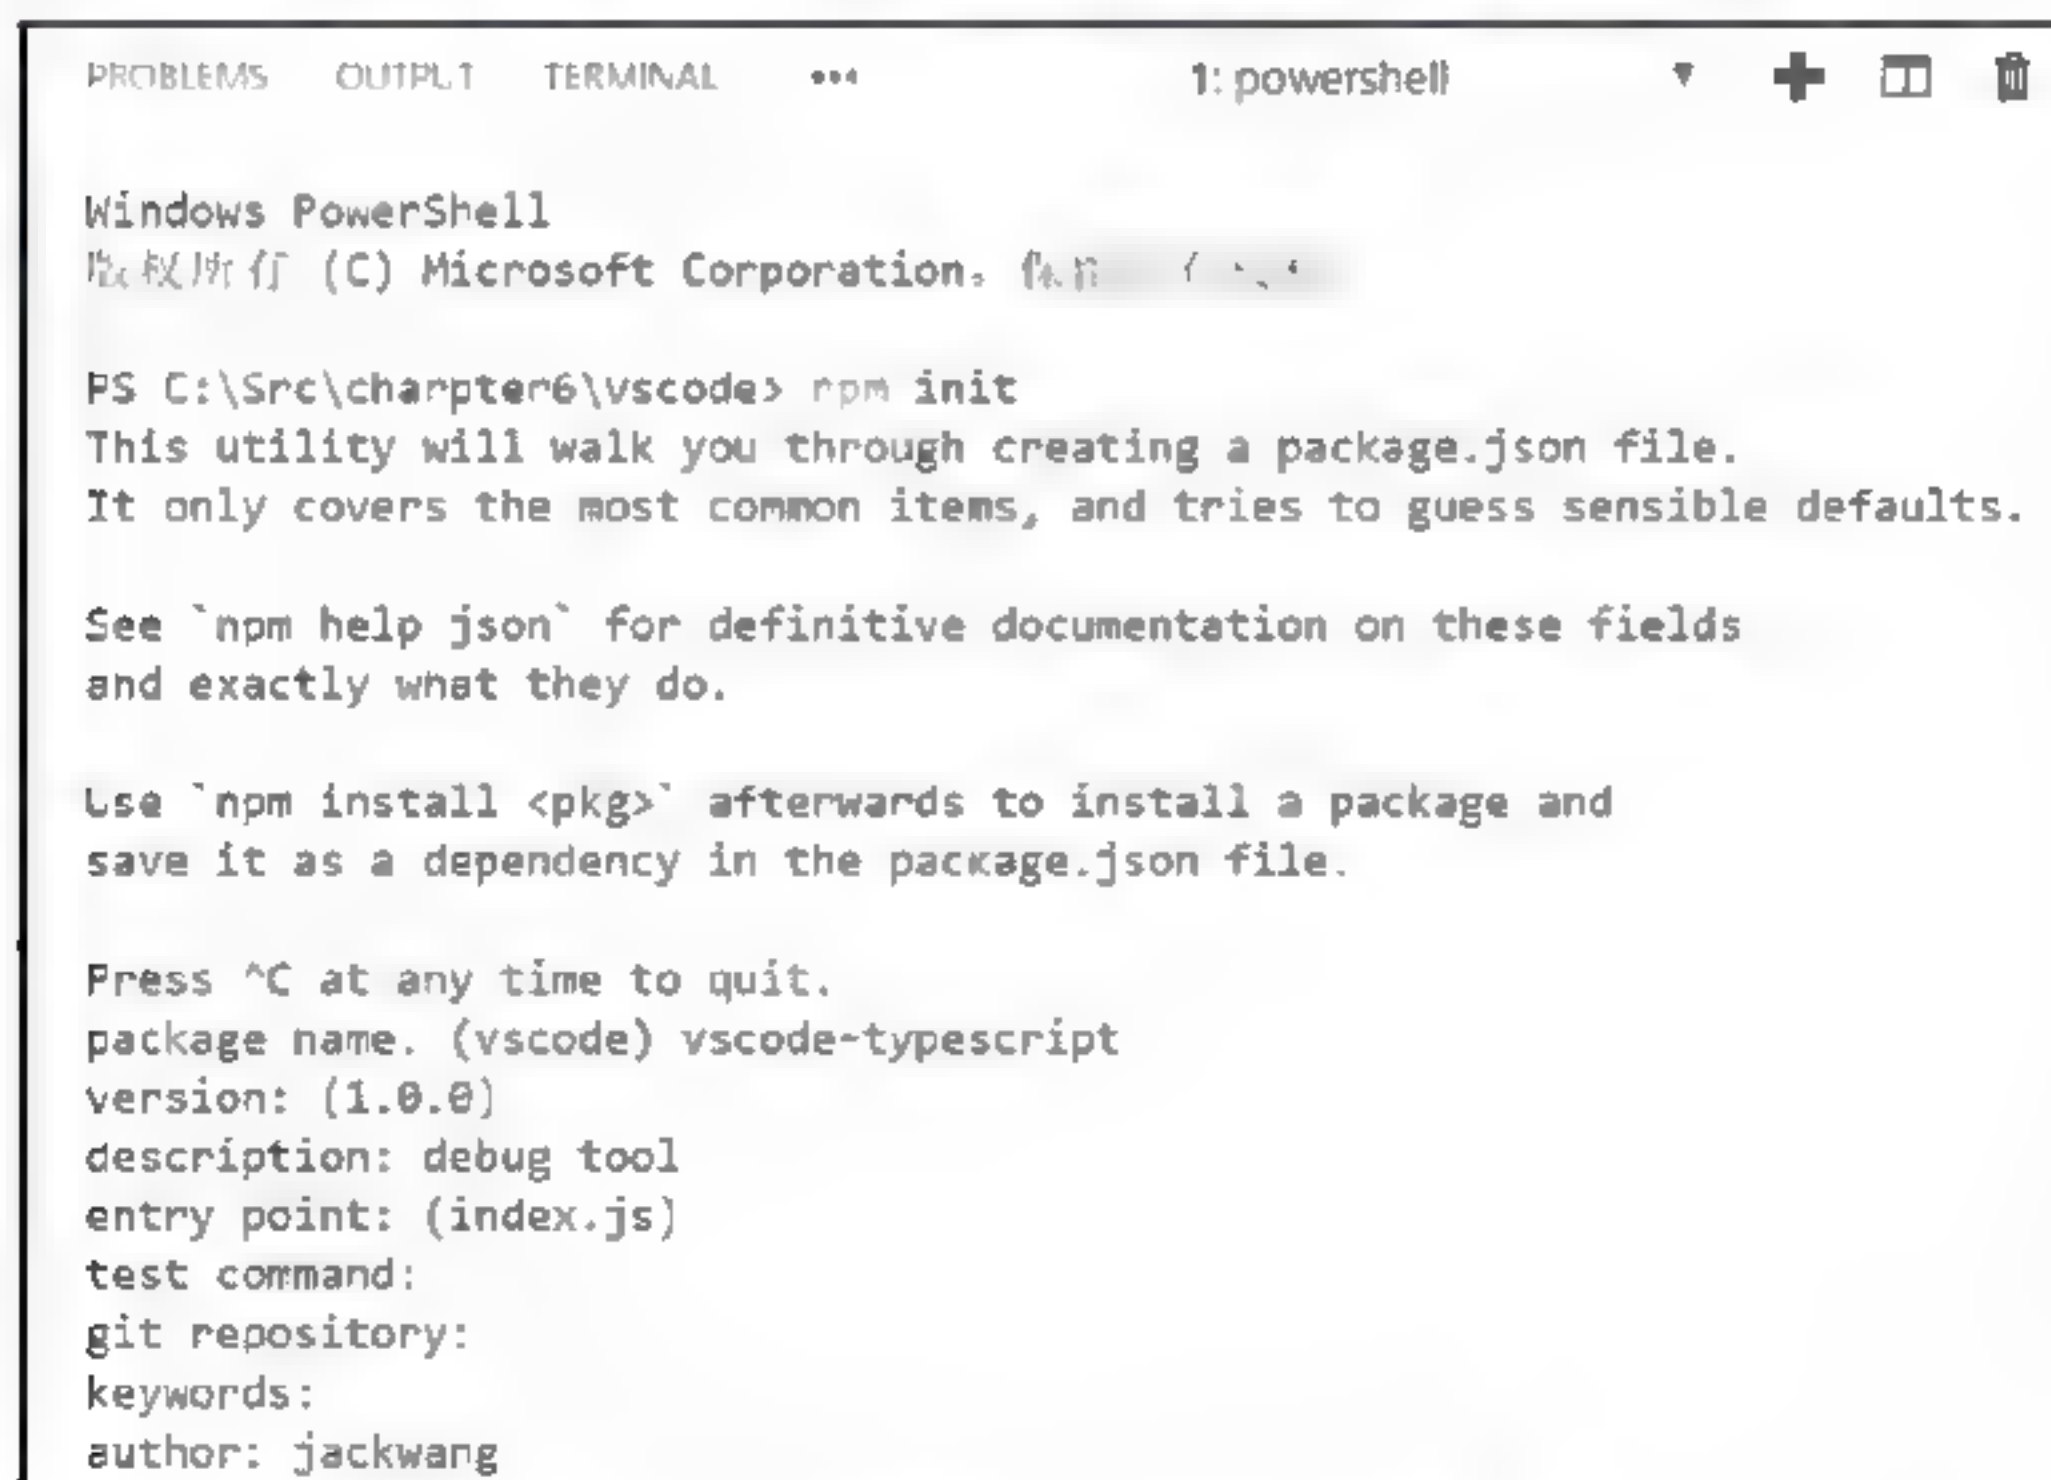 PROBLEMS OUTPUT TERMINAL ••• 1: powershell
Windows PowerShell
版权所有 (C) Microsoft Corporation.
PS C:\Src\charpter6\vscode> npm init
This utility will walk you through creating a package.json file.
It only covers the most common items, and tries to guess sensible defaults.
See `npm help json` for definitive documentation on these fields
and exactly what they do.
Use `npm install <pkg>` afterwards to install a package and
save it as a dependency in the package.json file.
Press ^C at any time to quit.
package name. (vscode) vscode-typescript
version: (1.0.0)
description: debug tool
entry point: (index.js)
test command:
git repository:
keywords:
author: jackwang